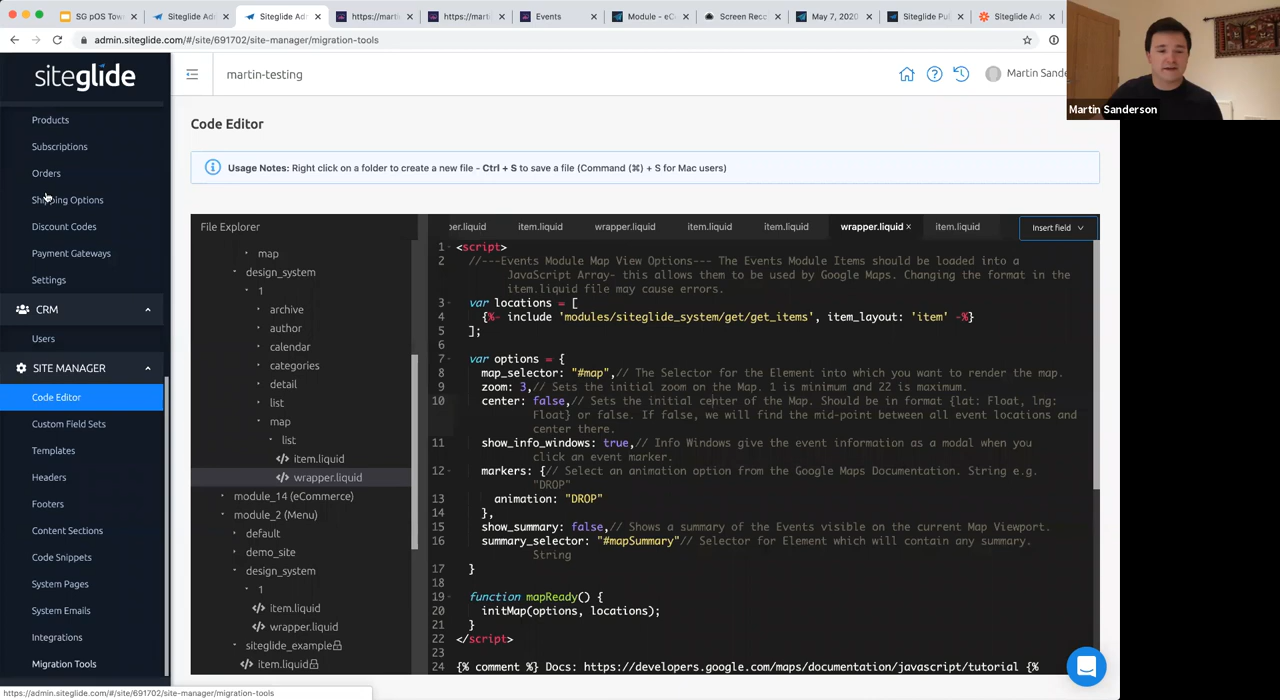 SG pOS Town
Siteglide Adm
Siteglide Adm
https://marti
https://marti
Events
Module - eC
Screen Rec
May 7, 2020
Siteglide Pu
Siteglide Ad
admin.siteglide.com/#/site/691702/site-manager/migration-tools
siteglide
martin-testing
Martin Sande
Martin Sanderson
Products
Subscriptions
Orders
Shipping Options
Discount Codes
Payment Gateways
Settings
CRM
Users
SITE MANAGER
Code Editor
Custom Field Sets
Templates
Headers
Footers
Content Sections
Code Snippets
System Pages
System Emails
Integrations
Migration Tools
Code Editor
Usage Notes: Right click on a folder to create a new file - Ctrl + S to save a file (Command (⌘) + S for Mac users)
File Explorer
map
design_system
1
archive
author
calendar
categories
detail
list
map
list
item.liquid
wrapper.liquid
module_14 (eCommerce)
module_2 (Menu)
default
demo_site
design_system
1
item.liquid
wrapper.liquid
siteglide_example
item.liquid
per.liquid
item.liquid
wrapper.liquid
item.liquid
item.liquid
wrapper.liquid ×
item.liquid
Insert field
1 <script>
2 //---Events Module Map View Options--- The Events Module Items should be loaded into a
JavaScript Array- this allows them to be used by Google Maps. Changing the format in the
item.liquid file may cause errors.
3 var locations = [
4 {%- include 'modules/siteglide_system/get/get_items', item_layout: 'item' -%}
5 ];
6
7 var options = {
8 map_selector: "#map",// The Selector for the Element into which you want to render the map.
9 zoom: 3,// Sets the initial zoom on the Map. 1 is minimum and 22 is maximum.
10 center: false,// Sets the initial center of the Map. Should be in format {lat: Float, lng:
Float} or false. If false, we will find the mid-point between all event locations and
center there.
11 show_info_windows: true,// Info Windows give the event information as a modal when you
click an event marker.
12 markers: {// Select an animation option from the Google Maps Documentation. String e.g.
"DROP"
13 animation: "DROP"
14 },
15 show_summary: false,// Shows a summary of the Events visible on the current Map Viewport.
16 summary_selector: "#mapSummary"// Selector for Element which will contain any summary.
String
17 }
18
19 function mapReady() {
20 initMap(options, locations);
21 }
22 </script>
23
24 {% comment %} Docs: https://developers.google.com/maps/documentation/javascript/tutorial {%
https://admin.siteglide.com/#/site/691702/site-manager/migration-tools